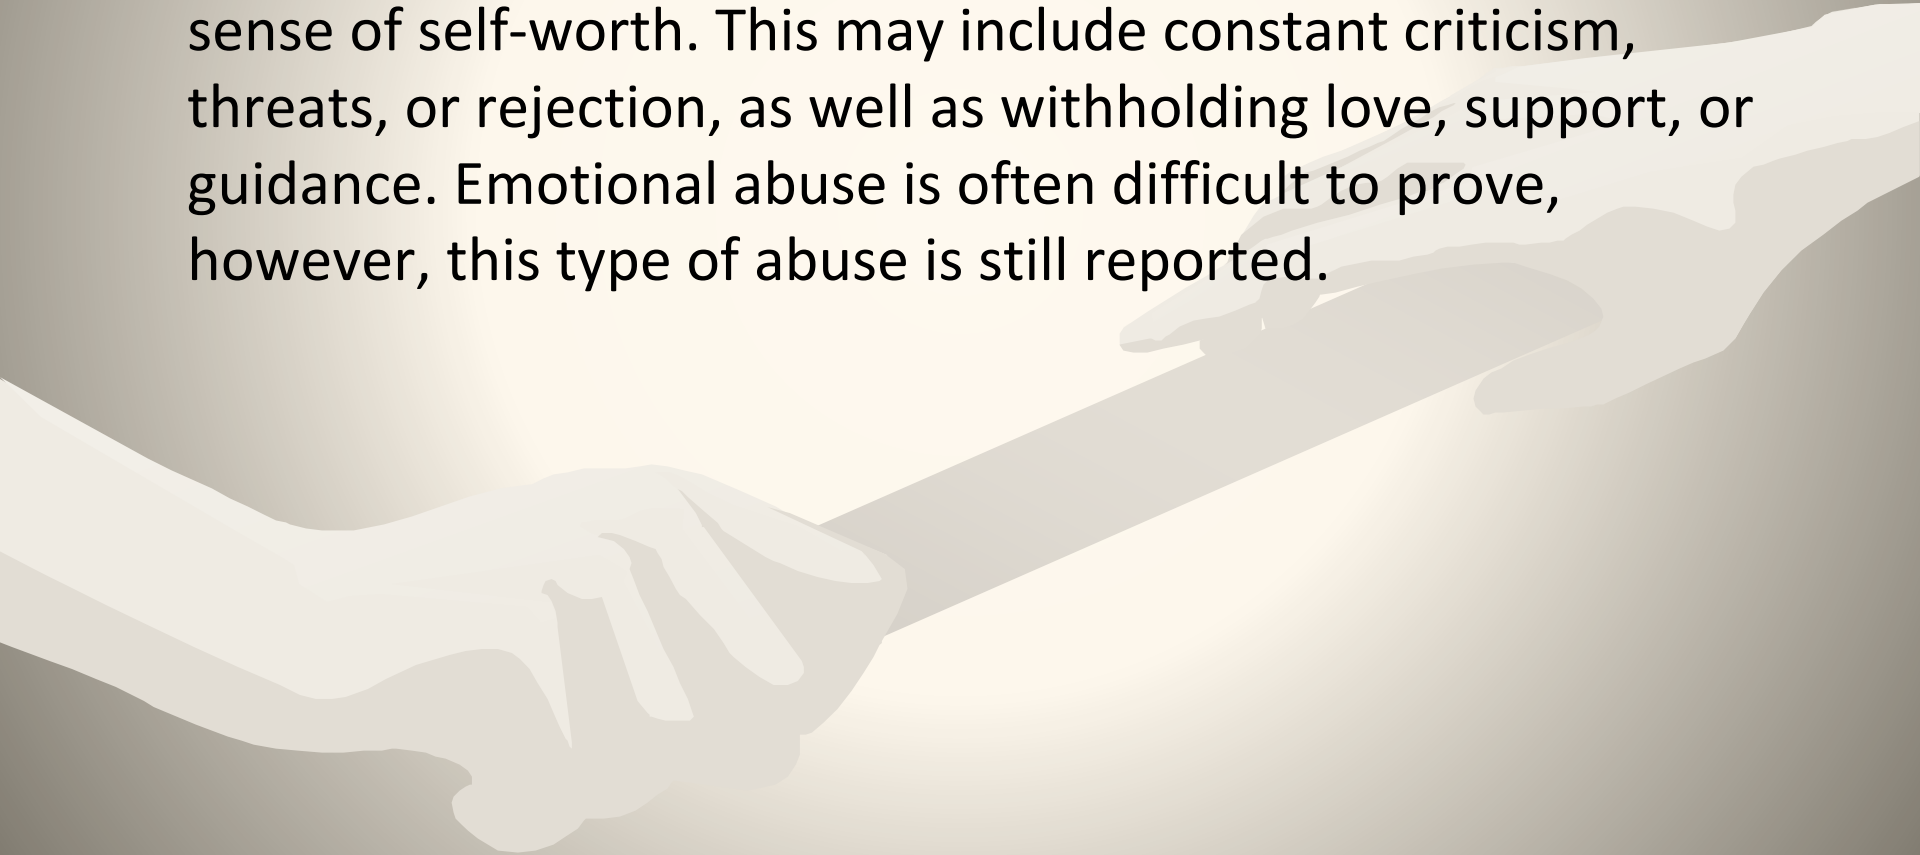 sense of self-worth. This may include constant criticism,
threats, or rejection, as well as withholding love, support, or
guidance. Emotional abuse is often difficult to prove,
however, this type of abuse is still reported.